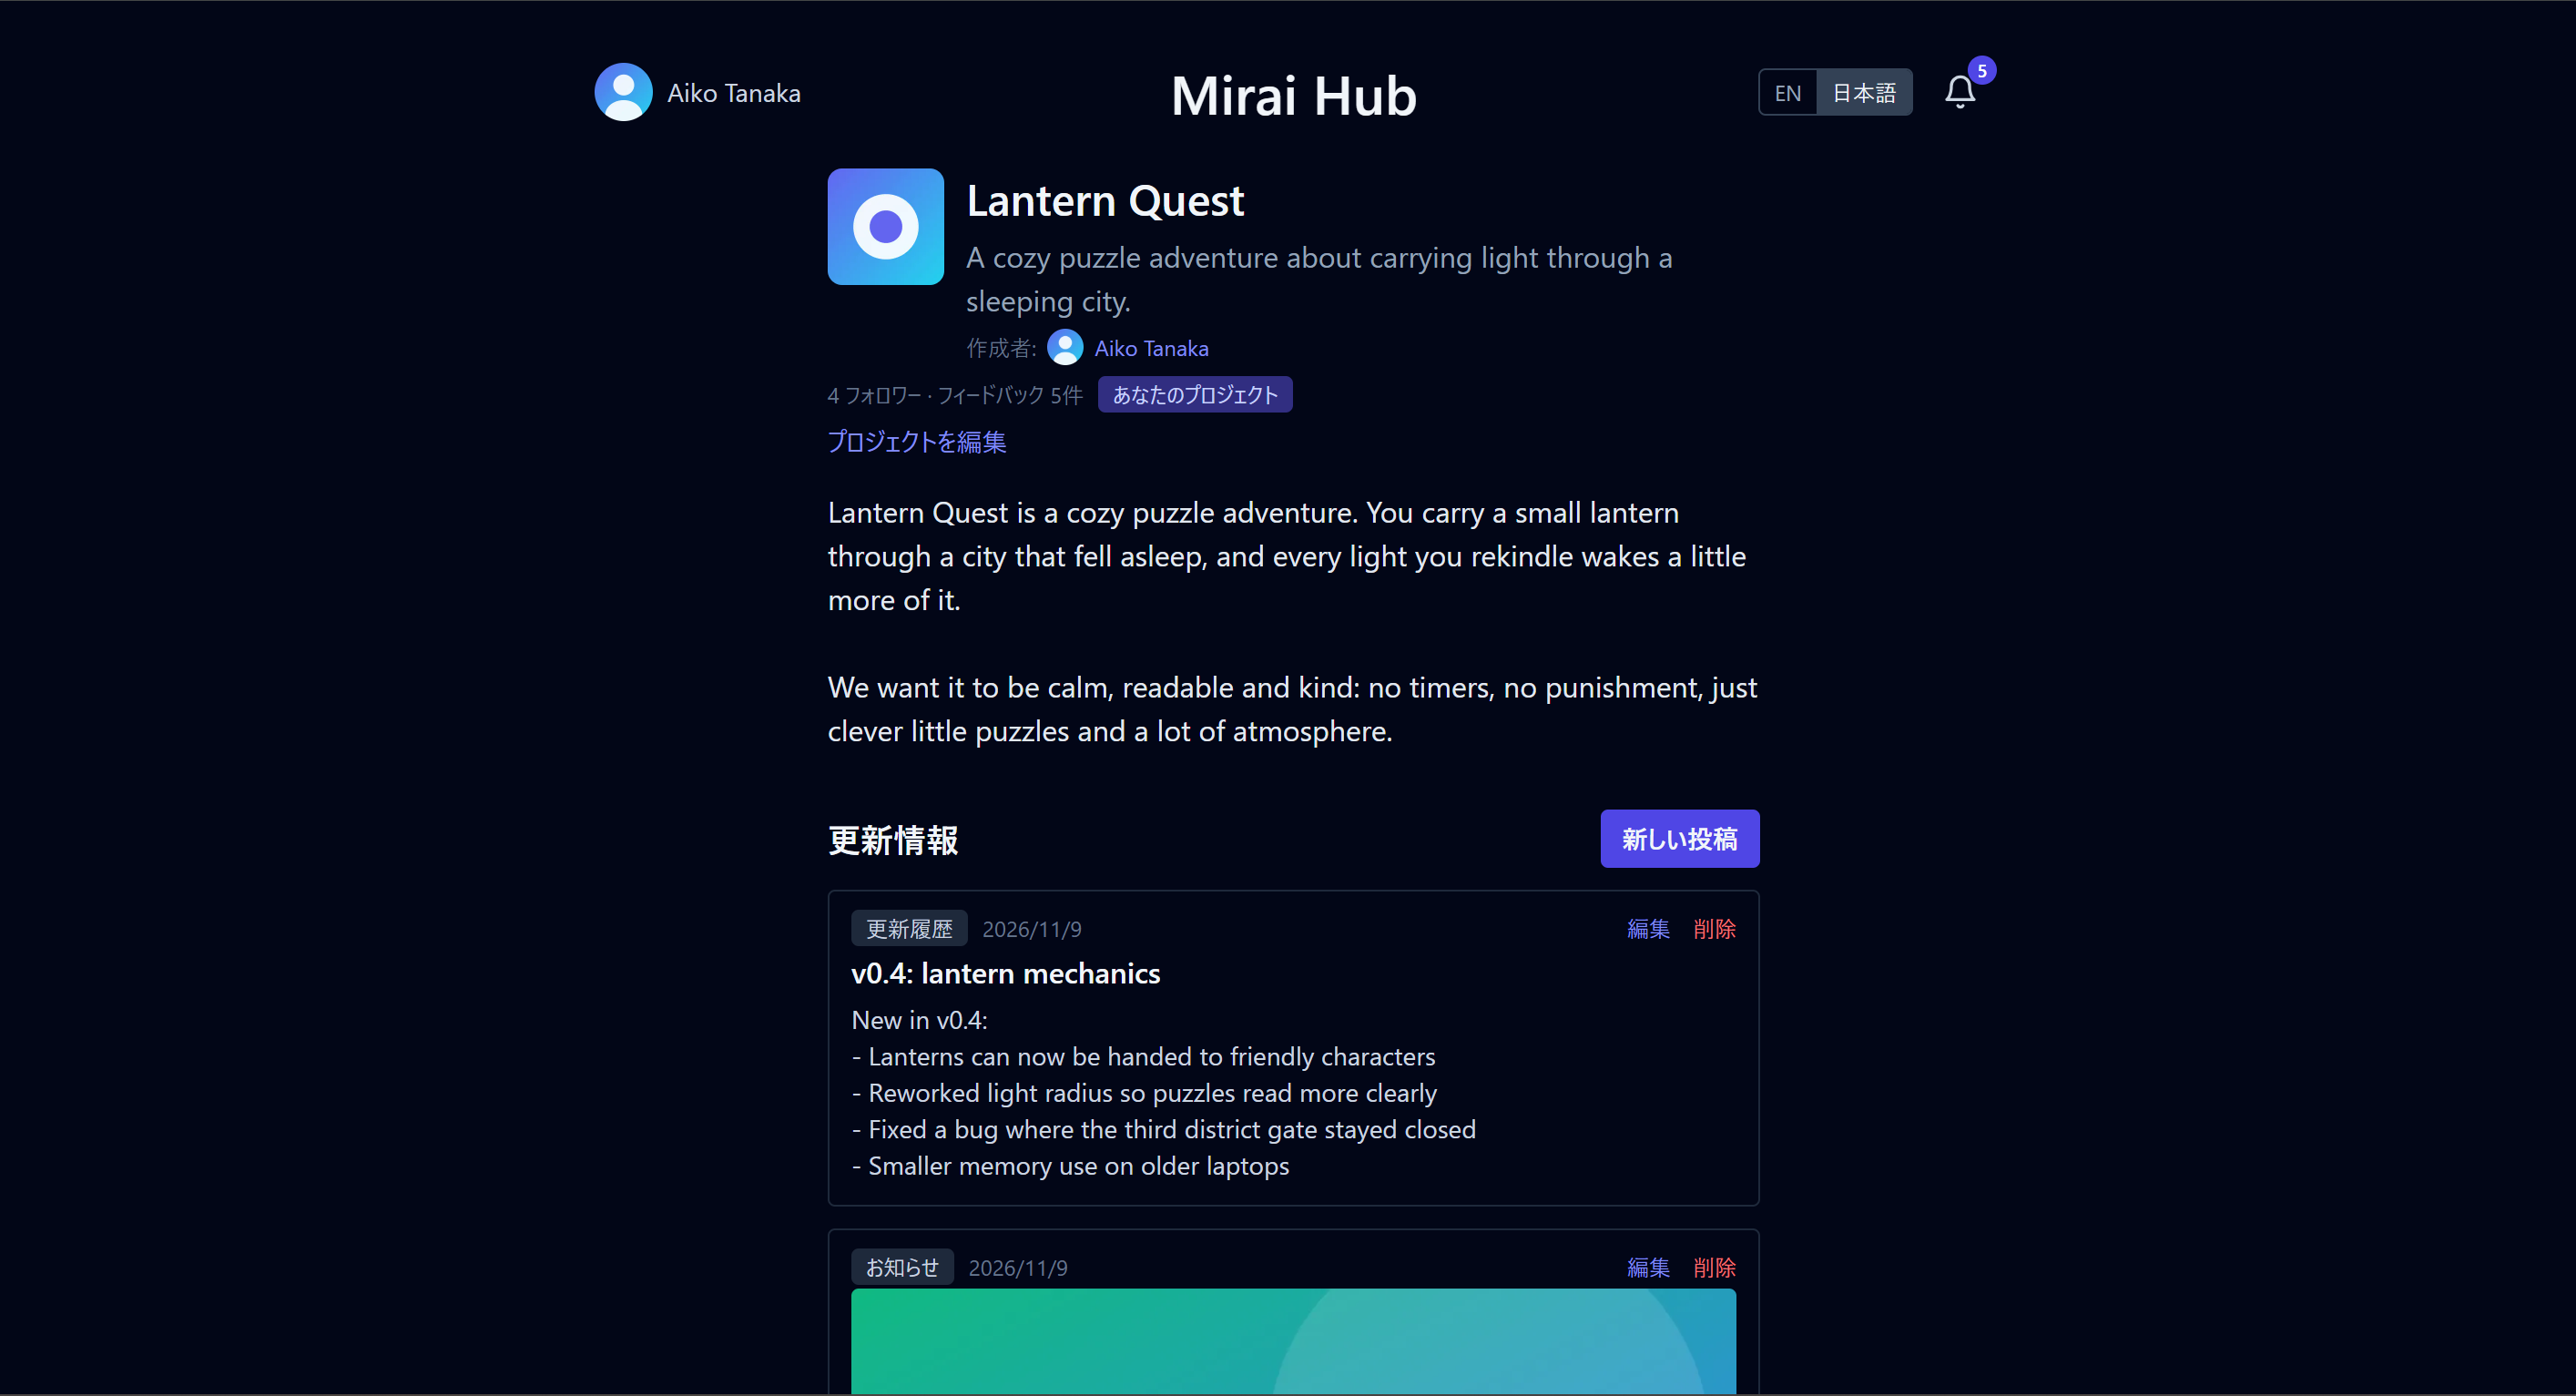 Aiko Tanaka
Mirai Hub
EN
日本語
5
Lantern Quest
A cozy puzzle adventure about carrying light through a
sleeping city.
作成者: Aiko Tanaka
4 フォロワー · フィードバック 5件 あなたのプロジェクト
プロジェクトを編集
Lantern Quest is a cozy puzzle adventure. You carry a small lantern
through a city that fell asleep, and every light you rekindle wakes a little
more of it.
We want it to be calm, readable and kind: no timers, no punishment, just
clever little puzzles and a lot of atmosphere.
更新情報
新しい投稿
更新履歴 2026/11/9 編集 削除
v0.4: lantern mechanics
New in v0.4:
- Lanterns can now be handed to friendly characters
- Reworked light radius so puzzles read more clearly
- Fixed a bug where the third district gate stayed closed
- Smaller memory use on older laptops
お知らせ 2026/11/9 編集 削除